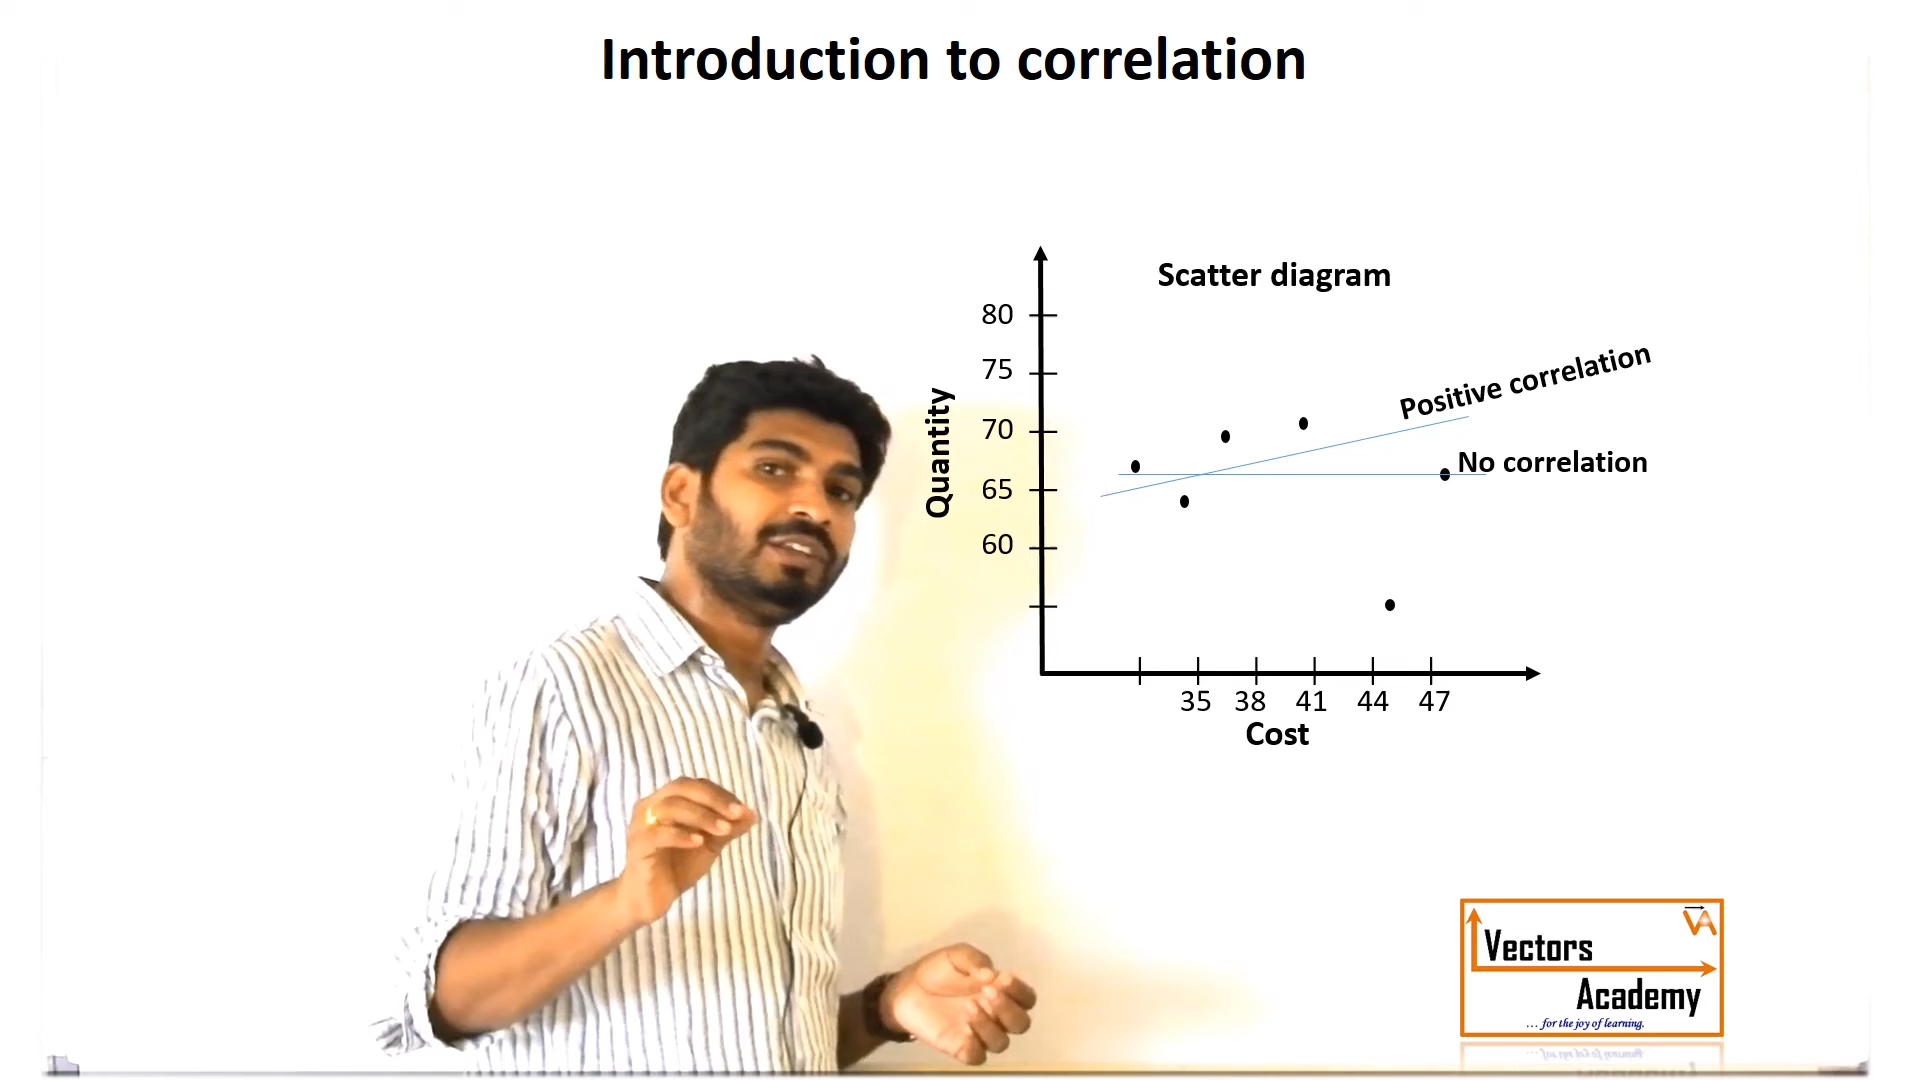 Introduction to correlation
Scatter diagram
80
75
70
65
60
Quantity
Positive correlation
No correlation
35 38 41 44 47
Cost
VA
Vectors
Academy
... for the joy of learning.